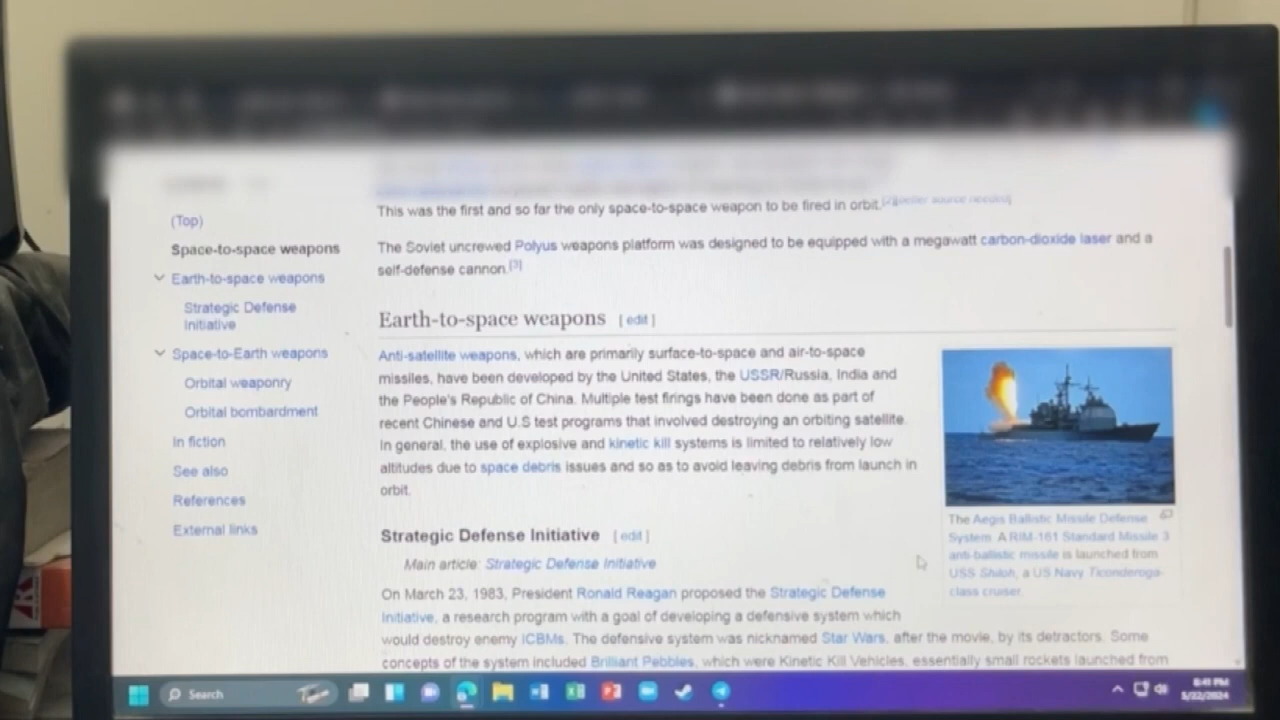 This was the first and so far the only space-to-space weapon to be fired in orbit.[2][better source needed]
The Soviet uncrewed Polyus weapons platform was designed to be equipped with a megawatt carbon-dioxide laser and a
self-defense cannon.[3]
(Top)
Space-to-space weapons
Earth-to-space weapons
Strategic Defense
Initiative
Space-to-Earth weapons
Orbital weaponry
Orbital bombardment
In fiction
See also
References
External links
Earth-to-space weapons [ edit ]
Anti-satellite weapons, which are primarily surface-to-space and air-to-space
missiles, have been developed by the United States, the USSR/Russia, India and
the People's Republic of China. Multiple test firings have been done as part of
recent Chinese and U.S test programs that involved destroying an orbiting satellite.
In general, the use of explosive and kinetic kill systems is limited to relatively low
altitudes due to space debris issues and so as to avoid leaving debris from launch in
orbit.
The Aegis Ballistic Missile Defense
System. A RIM-161 Standard Missile 3
anti-ballistic missile is launched from
USS Shiloh, a US Navy Ticonderoga-
class cruiser.
Strategic Defense Initiative [ edit ]
Main article: Strategic Defense Initiative
On March 23, 1983, President Ronald Reagan proposed the Strategic Defense
Initiative, a research program with a goal of developing a defensive system which
would destroy enemy ICBMs. The defensive system was nicknamed Star Wars, after the movie, by its detractors. Some
concepts of the system included Brilliant Pebbles, which were Kinetic Kill Vehicles, essentially small rockets launched from
Search
8:41 PM
5/22/2024